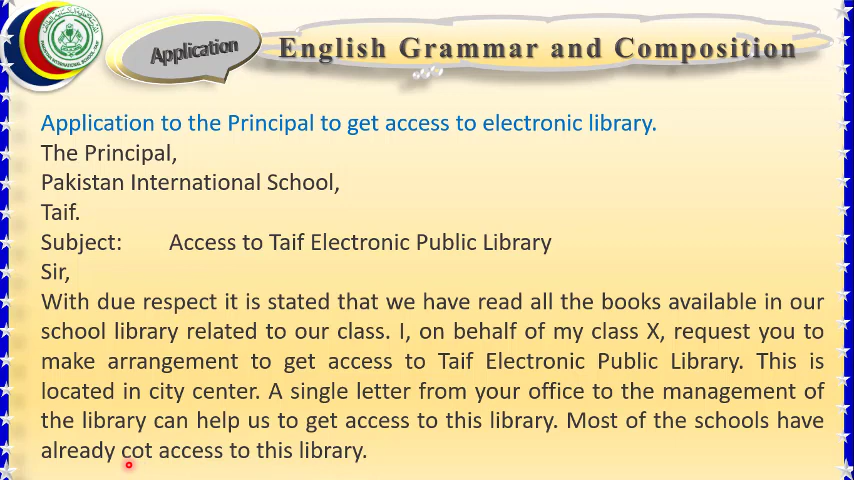 Application
English Grammar and Composition
Application to the Principal to get access to electronic library.
The Principal,
Pakistan International School,
Taif.
Subject: Access to Taif Electronic Public Library
Sir,
With due respect it is stated that we have read all the books available in our
school library related to our class. I, on behalf of my class X, request you to
make arrangement to get access to Taif Electronic Public Library. This is
located in city center. A single letter from your office to the management of
the library can help us to get access to this library. Most of the schools have
already cot access to this library.